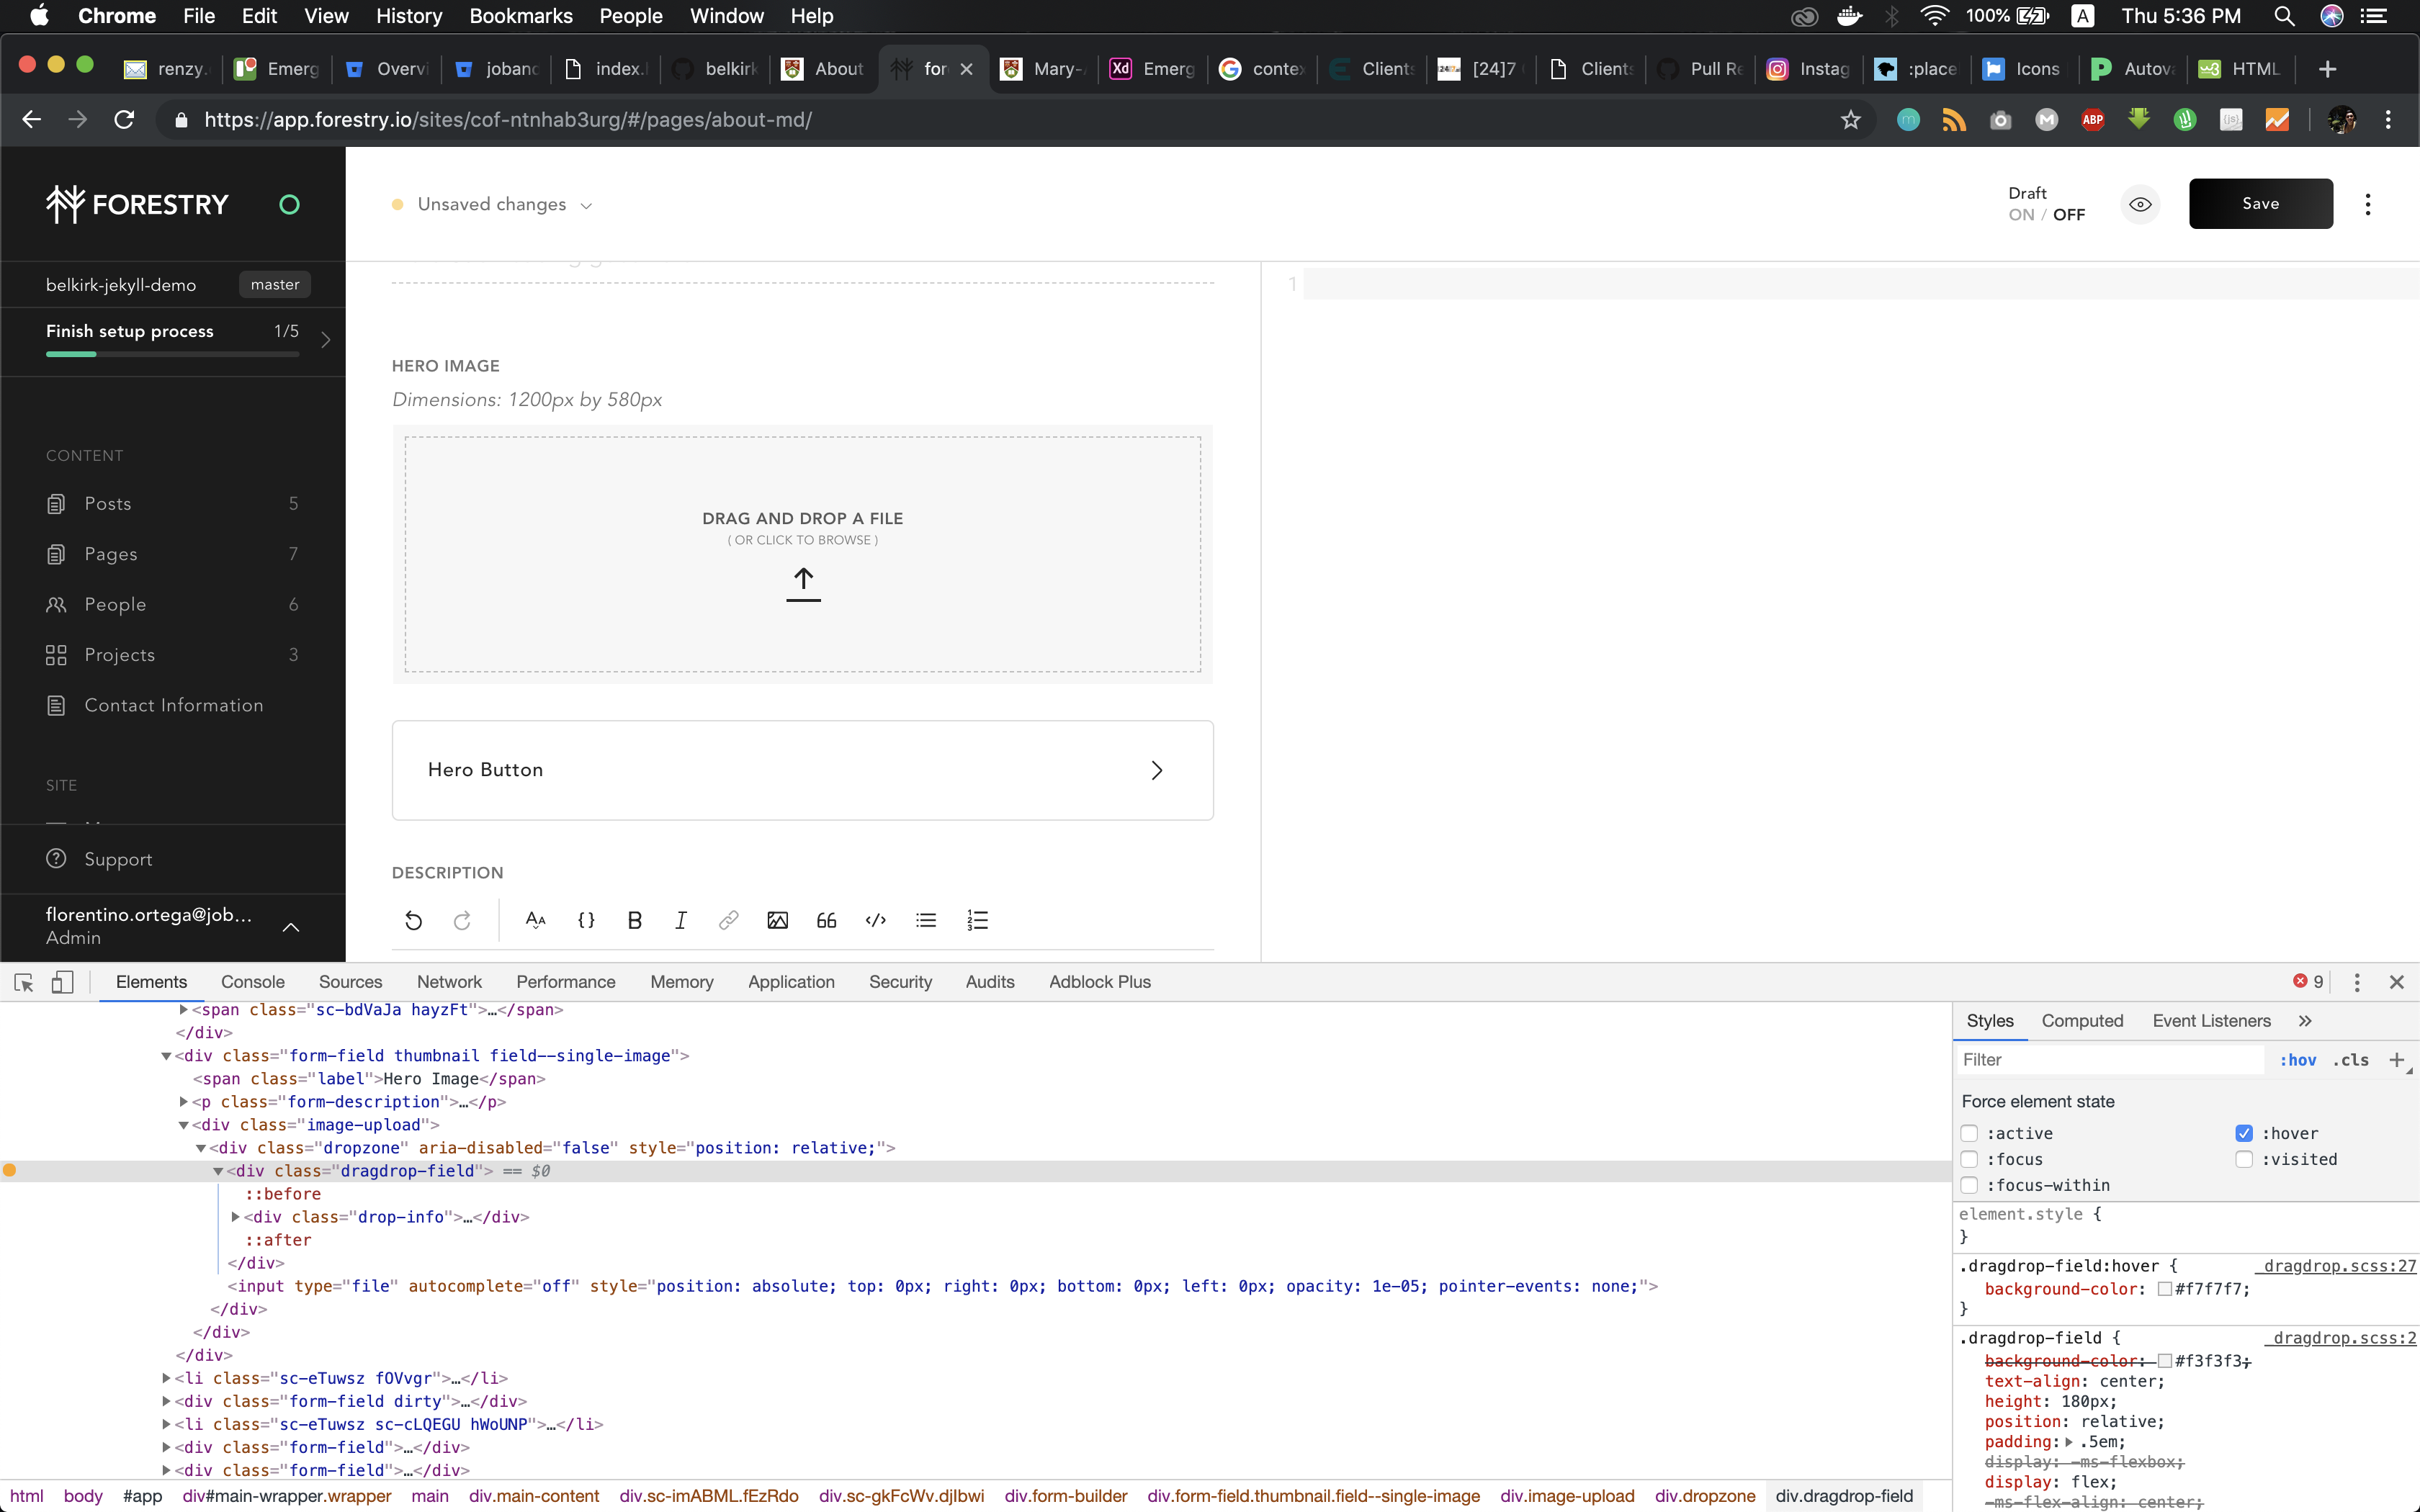 Chrome File Edit View History Bookmarks People Window Help 100% A Thu 5:36 PM
renzy. Emerg Overvi joband index.l belkirk About for Mary- Xd Emerg contex Clients [24]7 Clients Pull Re Instag :place Icons Autova HTML
https://app.forestry.io/sites/cof-ntnhab3urg/#/pages/about-md/ ABP
FORESTRY
Unsaved changes
Draft
ON / OFF
Save
belkirk-jekyll-demo master
Finish setup process 1/5
CONTENT
Posts 5
Pages 7
People 6
Projects 3
Contact Information
SITE
Support
florentino.ortega@job...
Admin
1
HERO IMAGE
Dimensions: 1200px by 580px
DRAG AND DROP A FILE
( OR CLICK TO BROWSE )
Hero Button
DESCRIPTION
Elements Console Sources Network Performance Memory Application Security Audits Adblock Plus 9
<span class="sc-bdVaJa hayzFt">…</span>
</div>
<div class="form-field thumbnail field--single-image">
<span class="label">Hero Image</span>
<p class="form-description">…</p>
<div class="image-upload">
<div class="dropzone" aria-disabled="false" style="position: relative;">
<div class="dragdrop-field"> == $0
::before
<div class="drop-info">…</div>
::after
</div>
<input type="file" autocomplete="off" style="position: absolute; top: 0px; right: 0px; bottom: 0px; left: 0px; opacity: 1e-05; pointer-events: none;">
</div>
</div>
</div>
<li class="sc-eTuwsz fOVvgr">…</li>
<div class="form-field dirty">…</div>
<li class="sc-eTuwsz sc-cLQEGU hWoUNP">…</li>
<div class="form-field">…</div>
<div class="form-field">…</div>
html body #app div#main-wrapper.wrapper main div.main-content div.sc-imABML.fEzRdo div.sc-gkFcWv.djIbwi div.form-builder div.form-field.thumbnail.field--single-image div.image-upload div.dropzone div.dragdrop-field
Styles Computed Event Listeners »
Filter :hov .cls +
Force element state
:active :hover
:focus :visited
:focus-within
element.style {
}
.dragdrop-field:hover { _dragdrop.scss:27
background-color: #f7f7f7;
}
.dragdrop-field { _dragdrop.scss:2
background-color: #f3f3f3;
text-align: center;
height: 180px;
position: relative;
padding: .5em;
display: -ms-flexbox;
display: flex;
-ms-flex-align: center;